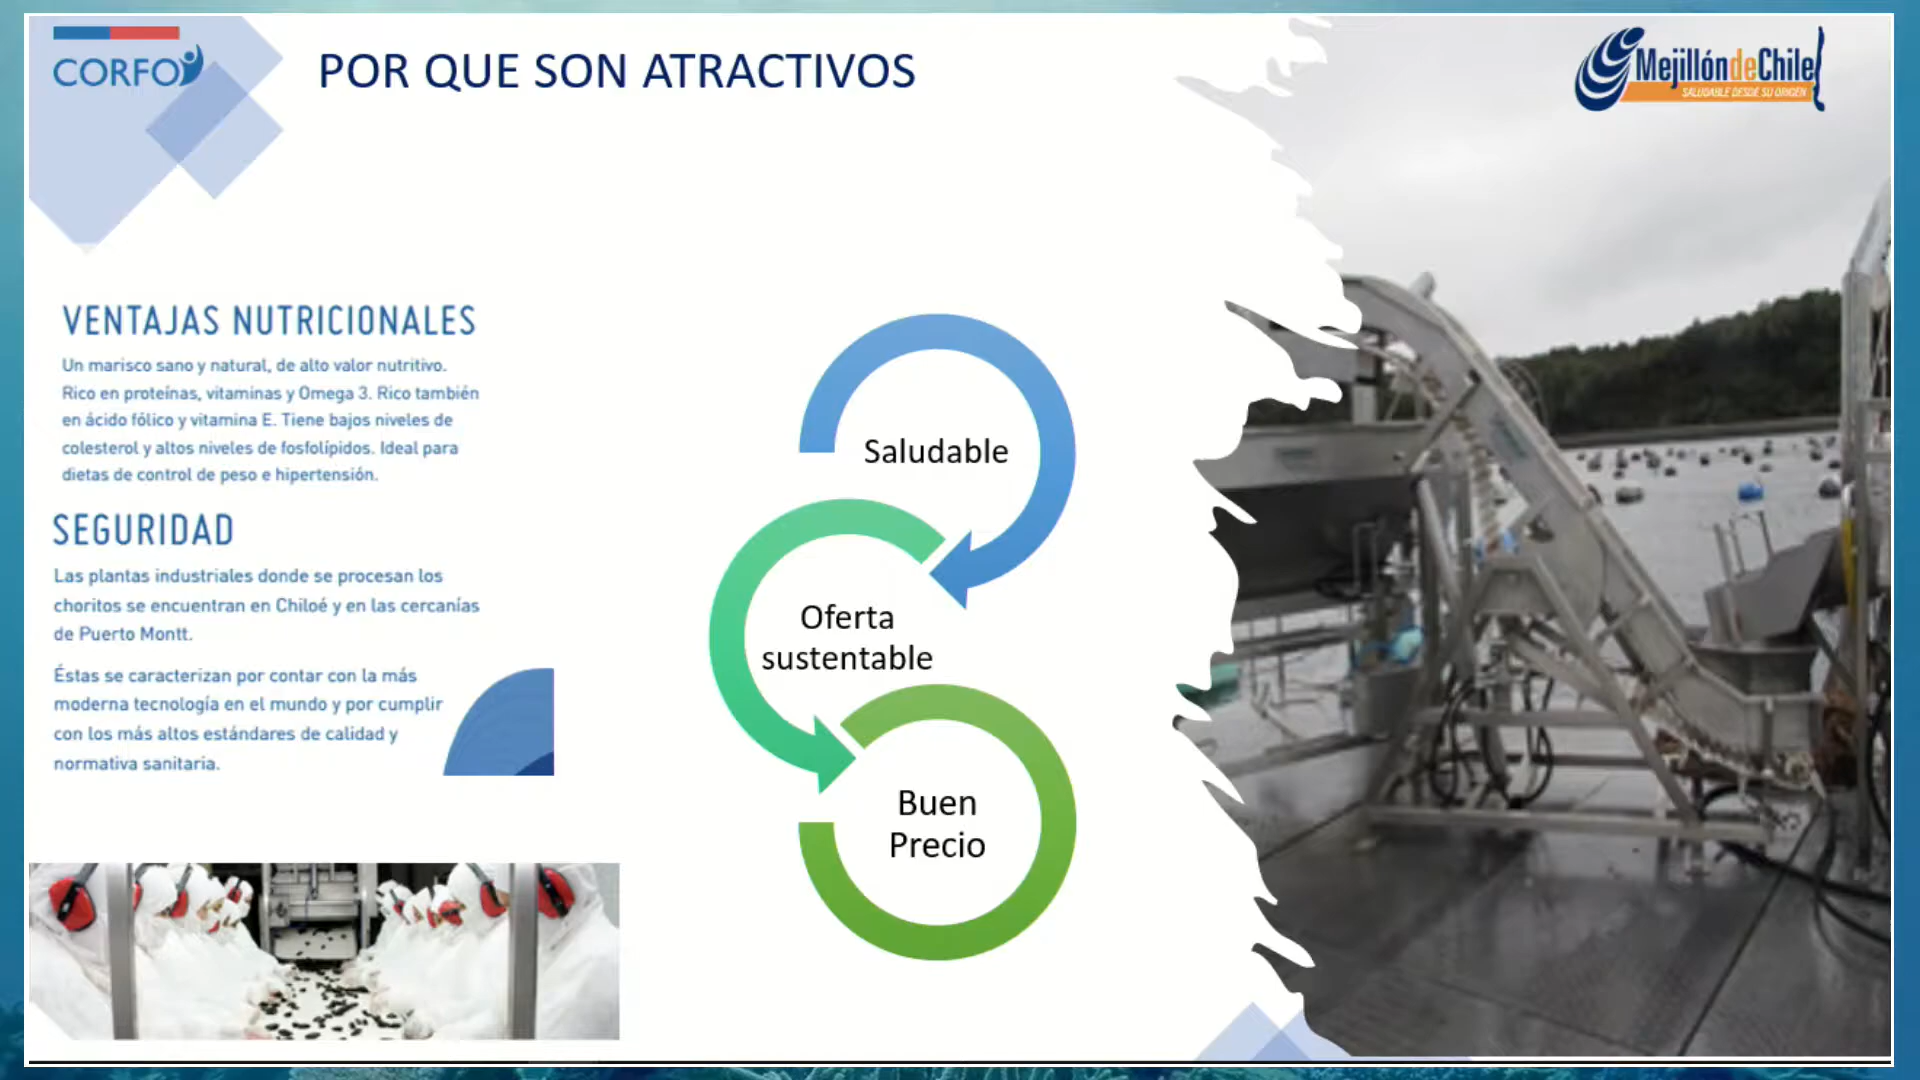 CORFO
POR QUE SON ATRACTIVOS
MejillóndeChile
SALUDABLE DESDE SU ORIGEN
VENTAJAS NUTRICIONALES
Un marisco sano y natural, de alto valor nutritivo.
Rico en proteínas, vitaminas y Omega 3. Rico también
en ácido fólico y vitamina E. Tiene bajos niveles de
colesterol y altos niveles de fosfolípidos. Ideal para
dietas de control de peso e hipertensión.
SEGURIDAD
Las plantas industriales donde se procesan los
choritos se encuentran en Chiloé y en las cercanías
de Puerto Montt.
Éstas se caracterizan por contar con la más
moderna tecnología en el mundo y por cumplir
con los más altos estándares de calidad y
normativa sanitaria.
Saludable
Oferta
sustentable
Buen
Precio